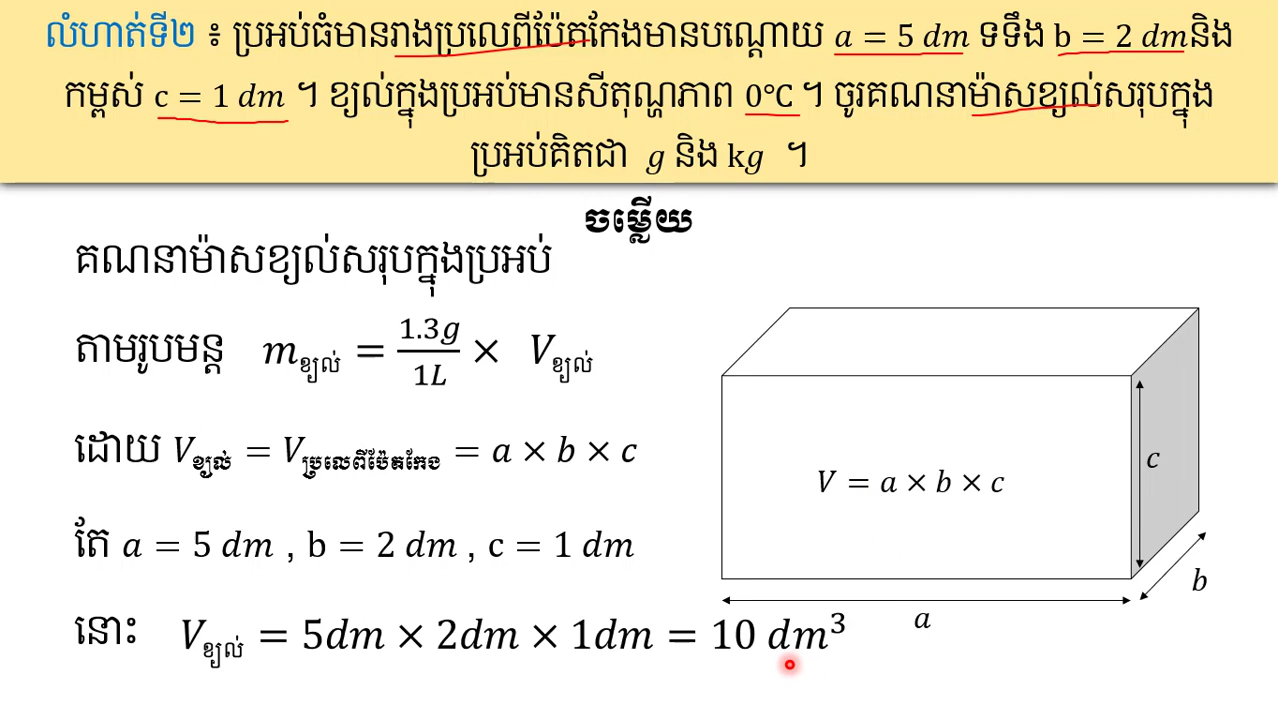 លំហាត់ទី២ ៖ ប្រអប់ធំមានរាងប្រលេពីប៉ែតកែងមានបណ្តោយ a = 5 dm ទទឹង b = 2 dmនិង
កម្ពស់ c = 1 dm ។ ខ្យល់ក្នុងប្រអប់មានសីតុណ្ហភាព 0°C ។ ចូរគណនាម៉ាសខ្យល់សរុបក្នុង
ប្រអប់គិតជា g និង kg ។
ចម្លើយ
គណនាម៉ាសខ្យល់សរុបក្នុងប្រអប់
តាមរូបមន្ត m ខ្យល់ = 1.3g/1L × V ខ្យល់
ដោយ V ខ្យល់ = V ប្រលេពីប៉ែតកែង = a × b × c
តែ a = 5 dm , b = 2 dm , c = 1 dm
នោះ V ខ្យល់ = 5dm × 2dm × 1dm = 10 dm³
V = a × b × c
c
b
a